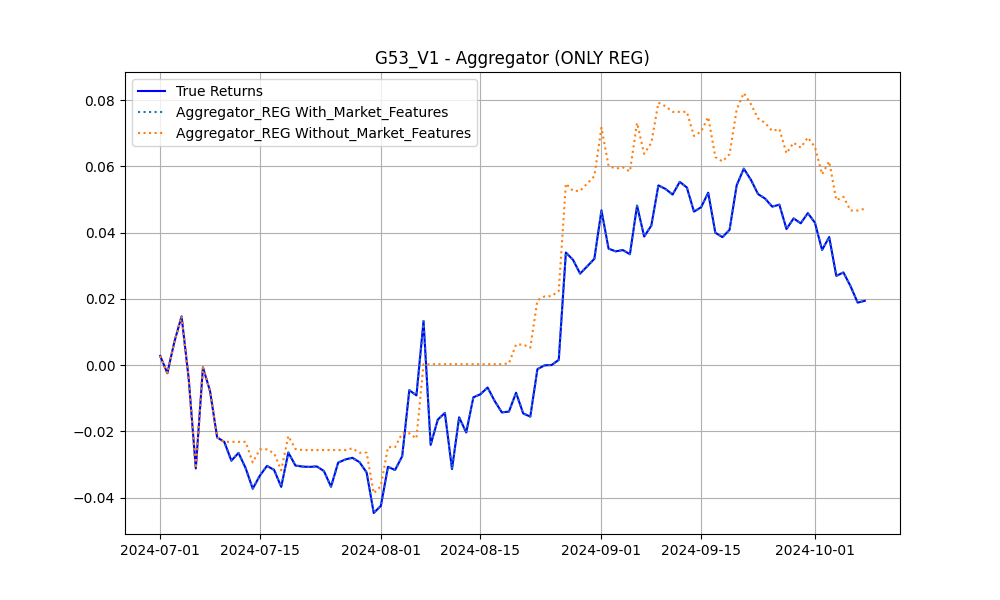 G53_V1 - Aggregator (ONLY REG)
True Returns
Aggregator_REG With_Market_Features
Aggregator_REG Without_Market_Features
0.08
0.06
0.04
0.02
0.00
−0.02
−0.04
2024-07-01 2024-07-15 2024-08-01 2024-08-15 2024-09-01 2024-09-15 2024-10-01